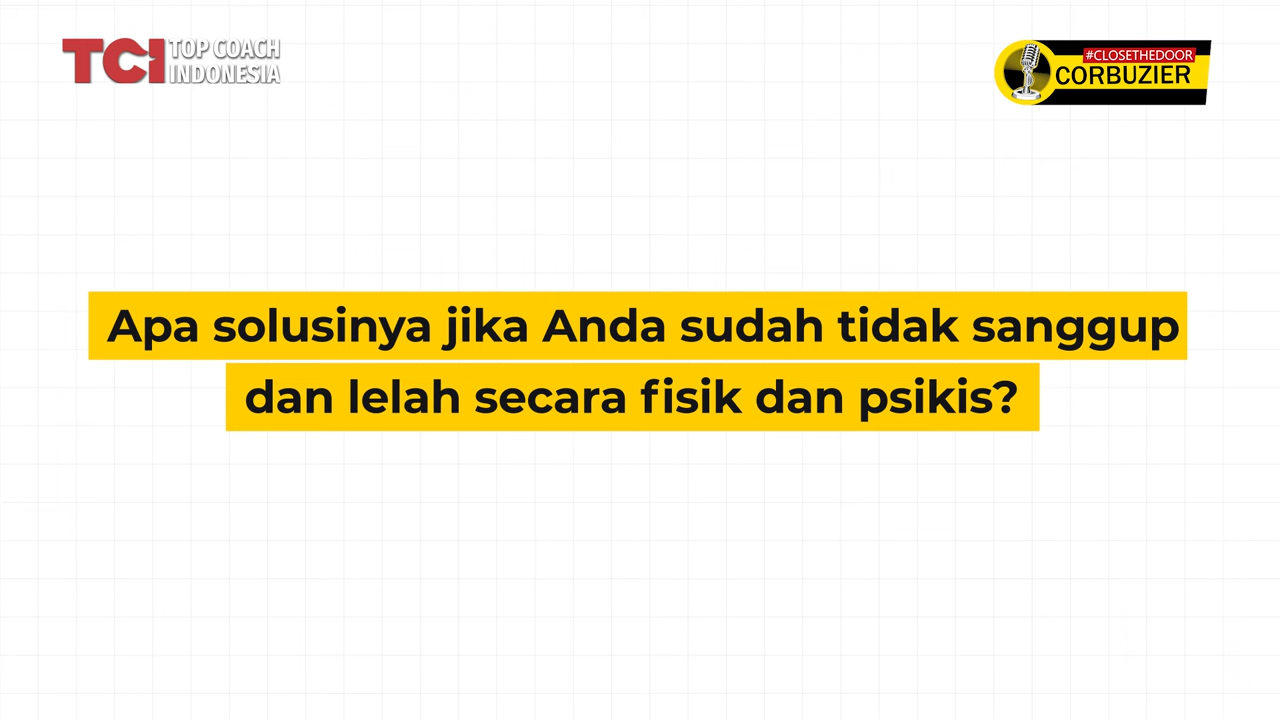 TCI TOP COACH
INDONESIA
#CLOSETHEDOOR
CORBUZIER
Apa solusinya jika Anda sudah tidak sanggup
dan lelah secara fisik dan psikis?